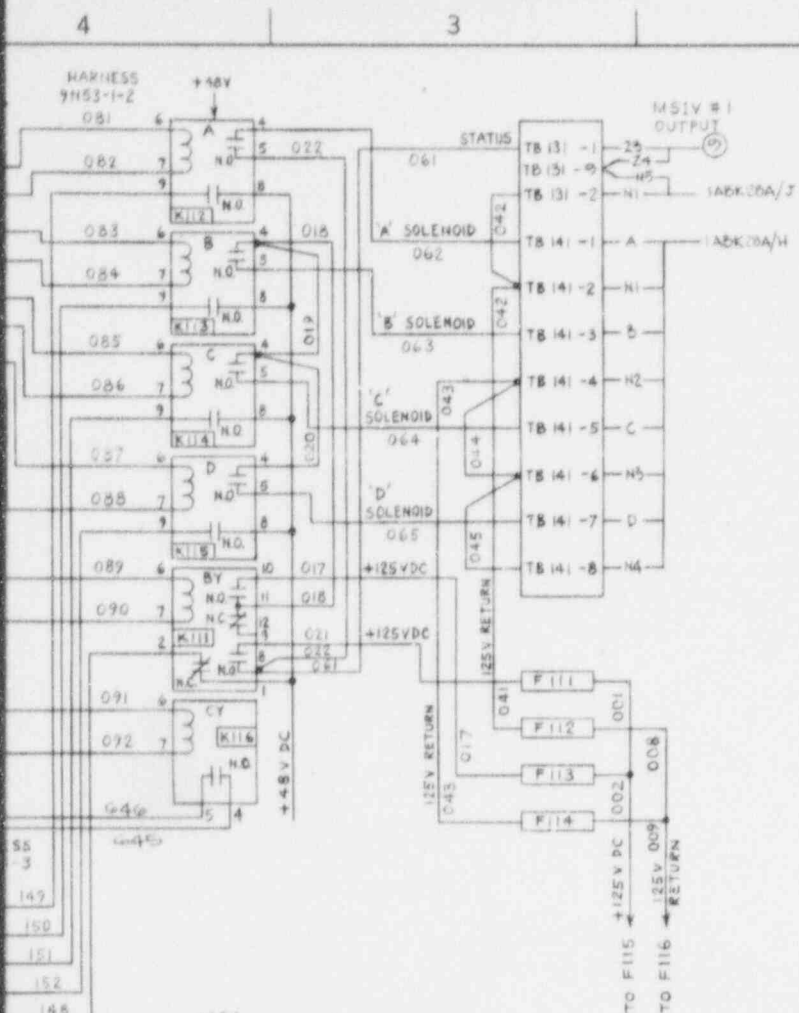 4 3
HARNESS
9N53-1-2
+48V
MSIV #1
OUTPUT
081 6 A 4
STATUS
TB 131 -1 23
5 022
061
TB 131 -9 24
082 7 N.O.
N5
9 8
TB 131 -2 N1
1ABK28A/J
K112 N.O.
042
083 6 B 4 018
'A' SOLENOID
TB 141 -1 A
1ABK28A/H
062
084 7 5
042
TB 141 -2 N1
9 8
N.O.
K113
019
'B' SOLENOID
063
TB 141 -3 B
085 6 C 4
TB 141 -4 N2
086 7 N.O. 5
'C'
SOLENOID
064
043
TB 141 -5 C
9 8
K114 N.O.
020
044
087 6 D 4
TB 141 -6 N3
088 7 N.O. 5
'D'
SOLENOID
065
TB 141 -7 D
9 8
K115 N.O.
045
089 6 BY 10 017 +125VDC
TB 141 -8 N4
N.O. 11 018
090 7 N.C. 12
K111 9 021 +125VDC
2 8 022
N.O.
N.C. 1
125V RETURN
041
F111 001
091 6 CY
K116
F112 008
092 7 N.O.
+48V DC
125V RETURN
043
017
F113 002
646 5 4
F114 009
645
SS
-3
149
150
151
152
148
+125V DC
125V
RETURN
TO F115
TO F116